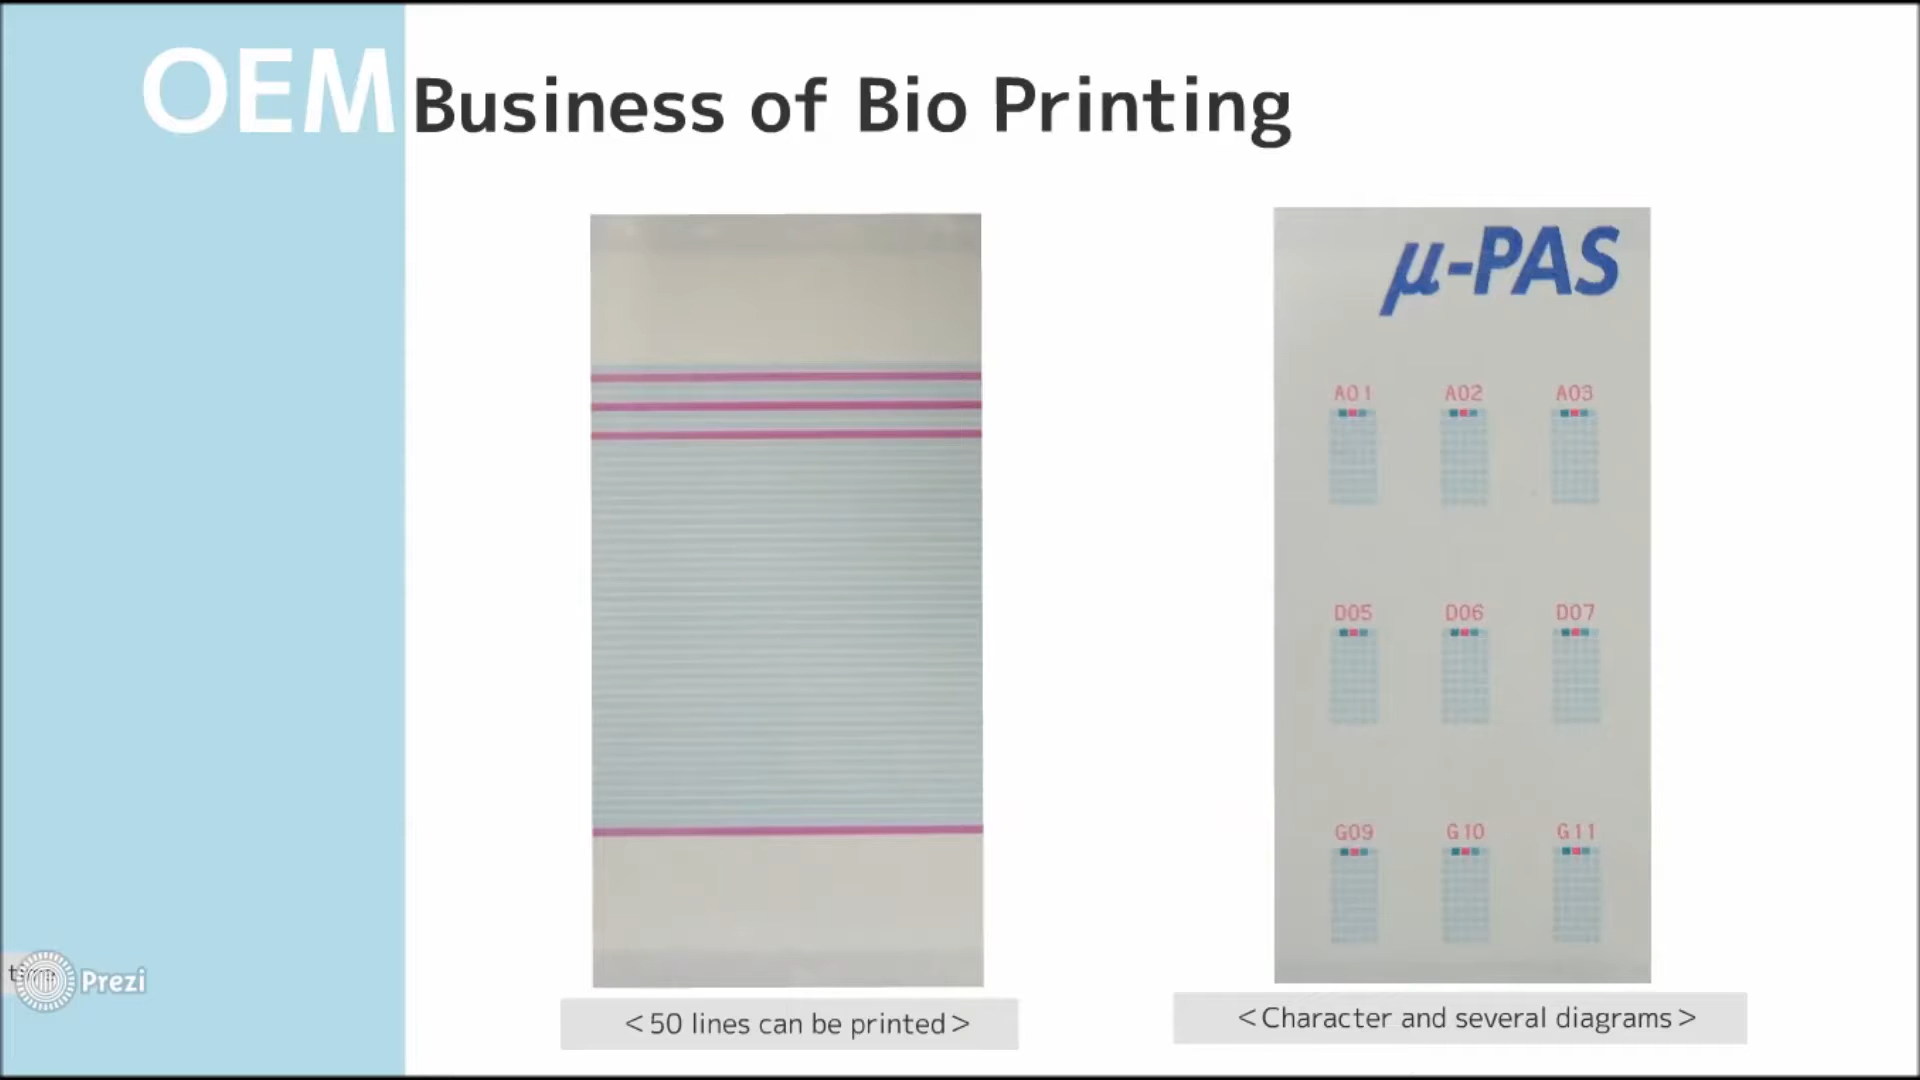 OEM Business of Bio Printing
μ-PAS
A01 A02 A03
D05 D06 D07
G09 G10 G11
Prezi
<50 lines can be printed>
<Character and several diagrams>